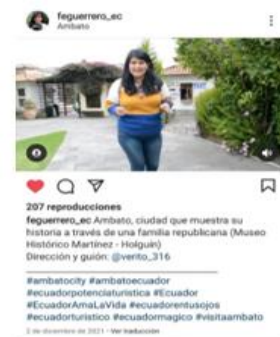 feguerrero_ec
Ambato
207 reproducciones
feguerrero_ec Ambato, ciudad que muestra su
historia a través de una familia republicana (Museo
Histórico Martínez - Holguín)
Dirección y guión: @verito_316
#ambatocity #ambatoecuador
#ecuadorpotenciaturistica #Ecuador
#EcuadorAmaLaVida #ecuadorentusojos
#ecuadorturistico #ecuadormagico #visitaambato
2 de diciembre de 2021 · Ver traducción